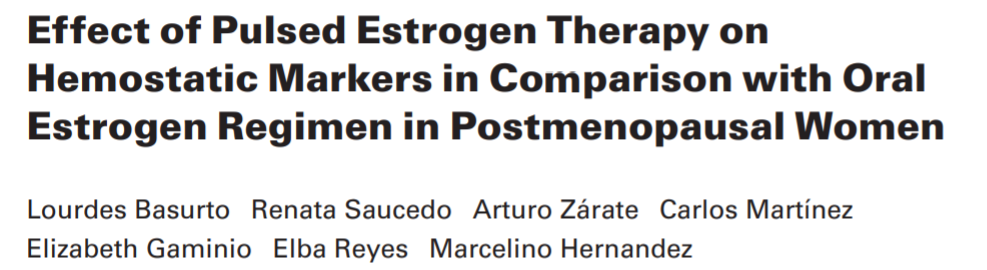 Effect of Pulsed Estrogen Therapy on
Hemostatic Markers in Comparison with Oral
Estrogen Regimen in Postmenopausal Women
Lourdes Basurto Renata Saucedo Arturo Zárate Carlos Martínez
Elizabeth Gaminio Elba Reyes Marcelino Hernandez